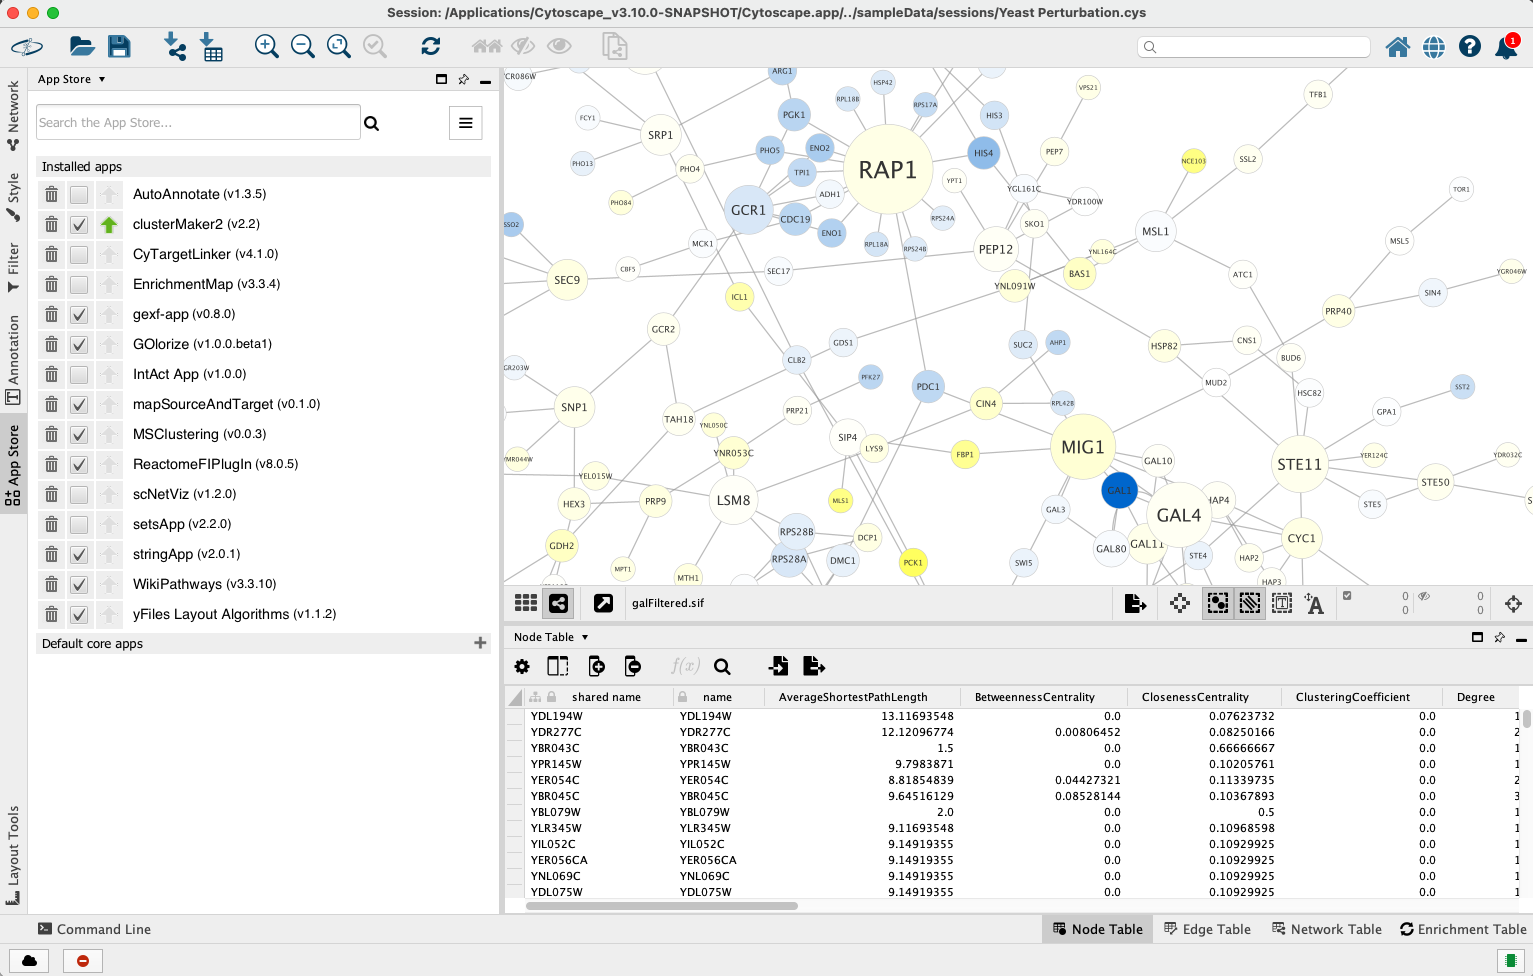 Session: /Applications/Cytoscape_v3.10.0-SNAPSHOT/Cytoscape.app/../sampleData/sessions/Yeast Perturbation.cys
1
Network
Style
Filter
Annotation
App Store
Layout Tools
App Store
Search the App Store...
Installed apps
AutoAnnotate (v1.3.5)
clusterMaker2 (v2.2)
CyTargetLinker (v4.1.0)
EnrichmentMap (v3.3.4)
gexf-app (v0.8.0)
GOlorize (v1.0.0.beta1)
IntAct App (v1.0.0)
mapSourceAndTarget (v0.1.0)
MSClustering (v0.0.3)
ReactomeFIPlugIn (v8.0.5)
scNetViz (v1.2.0)
setsApp (v2.2.0)
stringApp (v2.0.1)
WikiPathways (v3.3.10)
yFiles Layout Algorithms (v1.1.2)
Default core apps
YCR086W
ARG1
HSP42
VPS21
TFB1
RPL18B
RPS17A
FCY1
PGK1
HIS3
SRP1
PHO5
ENO2
HIS4
PEP7
NCE103
SSL2
PHO13
PHO4
TPI1
RAP1
YPT1
YGL161C
TOR1
PHO84
ADH1
YDR100W
GCR1
CDC19
RPS24A
SKO1
SSO2
ENO1
MSL1
MCK1
RPL18A
RPS24B
PEP12
YNL164C
MSL5
SEC9
CBF5
SEC17
BAS1
ATC1
YGR046W
ICL1
YNL091W
SIN4
PRP40
GCR2
GDS1
SUC2
AHP1
HSP82
CNS1
CLB2
BUD6
YGR203W
PFK27
PDC1
MUD2
HSC82
SST2
SNP1
PRP21
CIN4
RPL42B
GPA1
TAH18
YNL050C
SIP4
LYS9
MIG1
YMR044W
YNR053C
FBP1
GAL10
STE11
YER124C
YDR032C
YEL015W
STE50
HEX3
PRP9
LSM8
MLS1
GAL1
GAL3
GAL4
HAP4
STE5
RPS28B
DCP1
CYC1
GDH2
RPS28A
DMC1
PCK1
SWI5
GAL80
GAL11
STE4
HAP2
MPT1
MTH1
HAP3
galFiltered.sif
0
0
0
0
Node Table
f(x)
shared name name AverageShortestPathLength BetweennessCentrality ClosenessCentrality ClusteringCoefficient Degree
YDL194W YDL194W 13.11693548 0.0 0.07623732 0.0 1
YDR277C YDR277C 12.12096774 0.00806452 0.08250166 0.0 2
YBR043C YBR043C 1.5 0.0 0.66666667 0.0 1
YPR145W YPR145W 9.7983871 0.0 0.10205761 0.0 1
YER054C YER054C 8.81854839 0.04427321 0.11339735 0.0 2
YBR045C YBR045C 9.64516129 0.08528144 0.10367893 0.0 3
YBL079W YBL079W 2.0 0.0 0.5 0.0 1
YLR345W YLR345W 9.11693548 0.0 0.10968598 0.0 1
YIL052C YIL052C 9.14919355 0.0 0.10929925 0.0 1
YER056CA YER056CA 9.14919355 0.0 0.10929925 0.0 1
YNL069C YNL069C 9.14919355 0.0 0.10929925 0.0 1
YDL075W YDL075W 9.14919355 0.0 0.10929925 0.0 1
Command Line
Node Table
Edge Table
Network Table
Enrichment Table